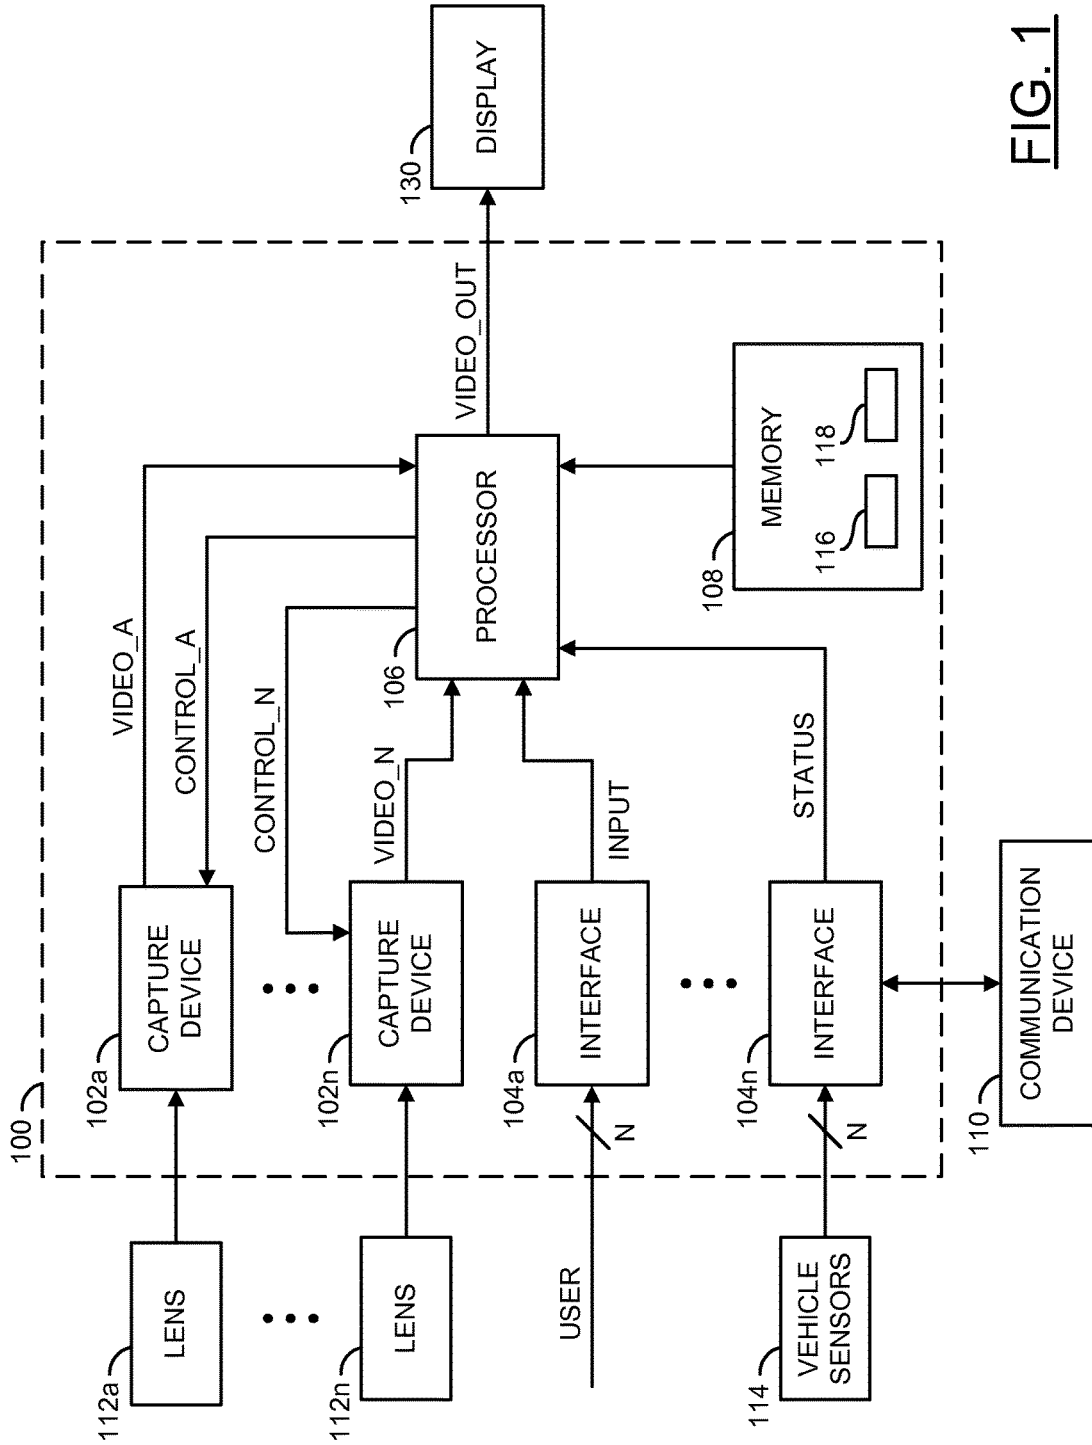 100
112a
LENS
102a
CAPTURE
DEVICE
VIDEO_A
CONTROL_A
CONTROL_N
112n
LENS
102n
CAPTURE
DEVICE
VIDEO_N
106
PROCESSOR
VIDEO_OUT
130
DISPLAY
USER
N
104a
INTERFACE
INPUT
114
VEHICLE
SENSORS
N
104n
INTERFACE
STATUS
108
MEMORY
116
118
110
COMMUNICATION
DEVICE
FIG. 1